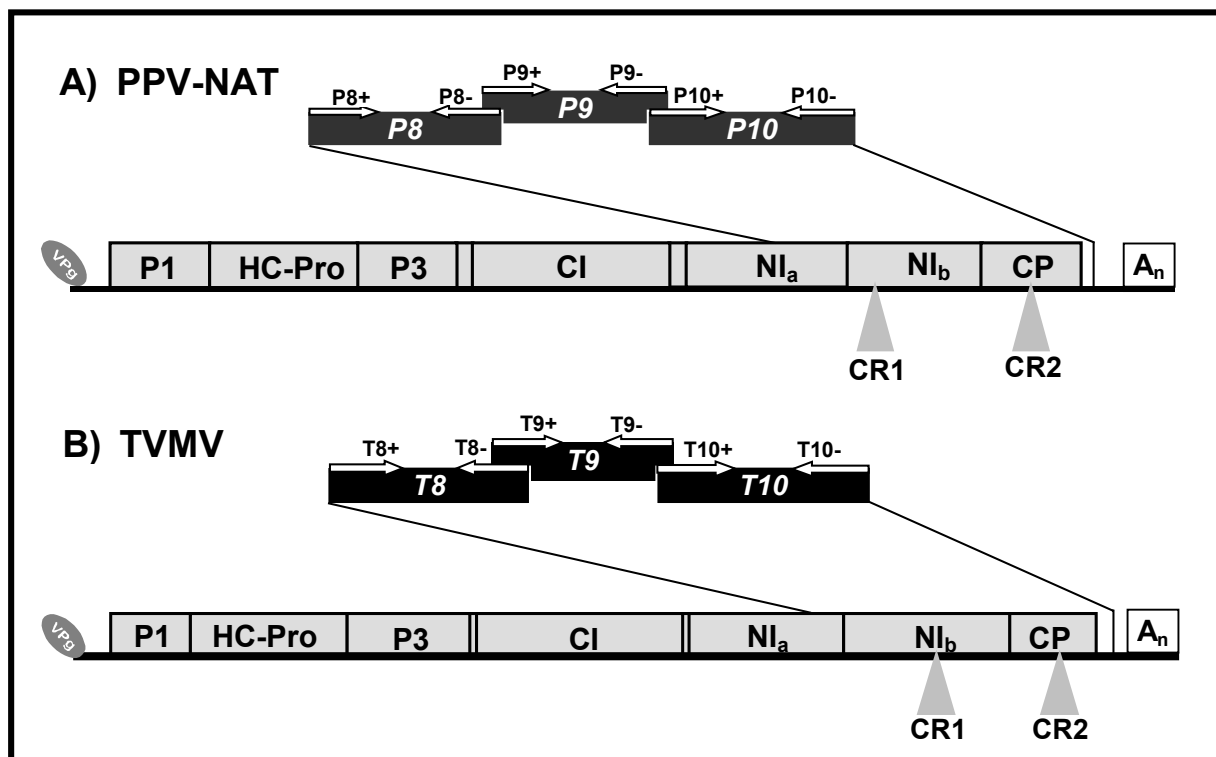 A) PPV-NAT
P8+ P8- P9+ P9- P10+ P10-
P8 P9 P10
VPg P1 HC-Pro P3 CI NIa NIb CP An
CR1 CR2
B) TVMV
T8+ T8- T9+ T9- T10+ T10-
T8 T9 T10
VPg P1 HC-Pro P3 CI NIa NIb CP An
CR1 CR2